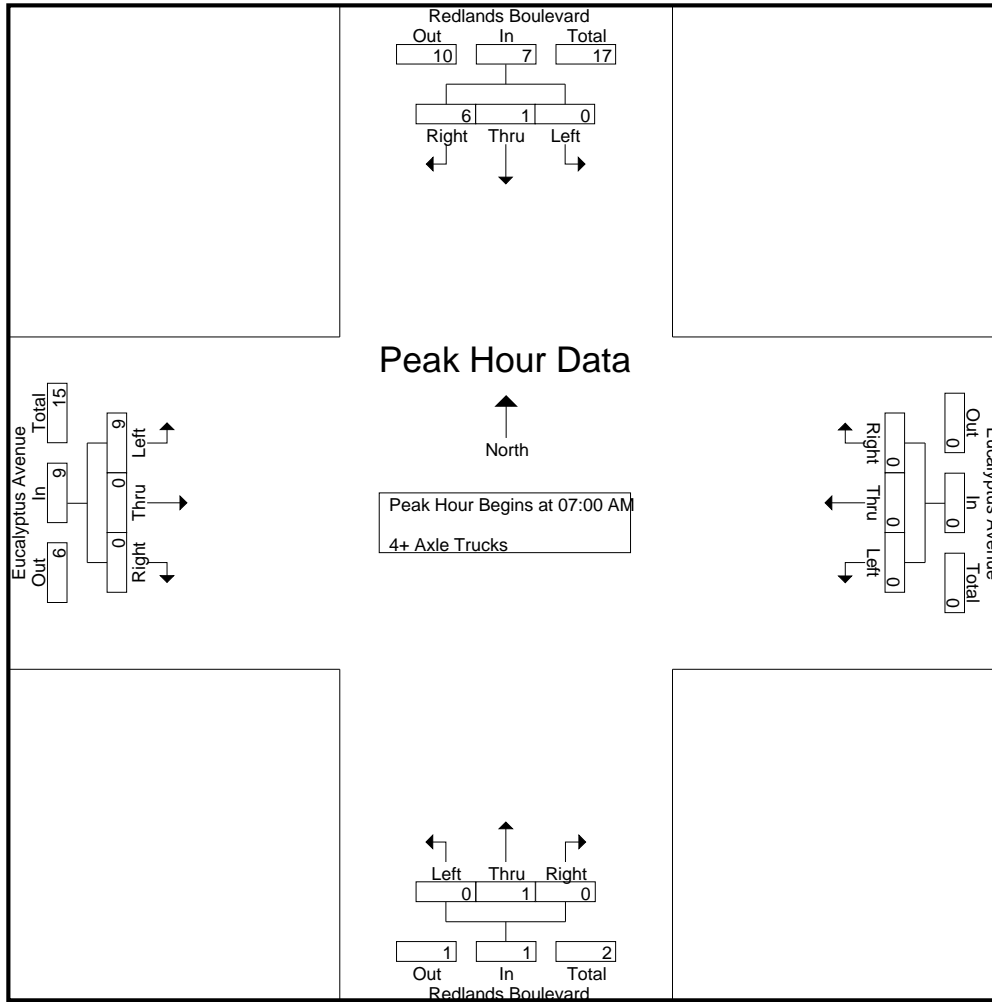 Redlands Boulevard
Out In Total
10 7 17
6 1 0
Right Thru Left
Peak Hour Data
North
Peak Hour Begins at 07:00 AM
4+ Axle Trucks
Eucalyptus Avenue
Out In Total
6 9 15
9 0 0
Left Thru Right
Eucalyptus Avenue
Out In Total
0 0 0
0 0 0
Right Thru Left
Left Thru Right
0 1 0
1 1 2
Out In Total
Redlands Boulevard